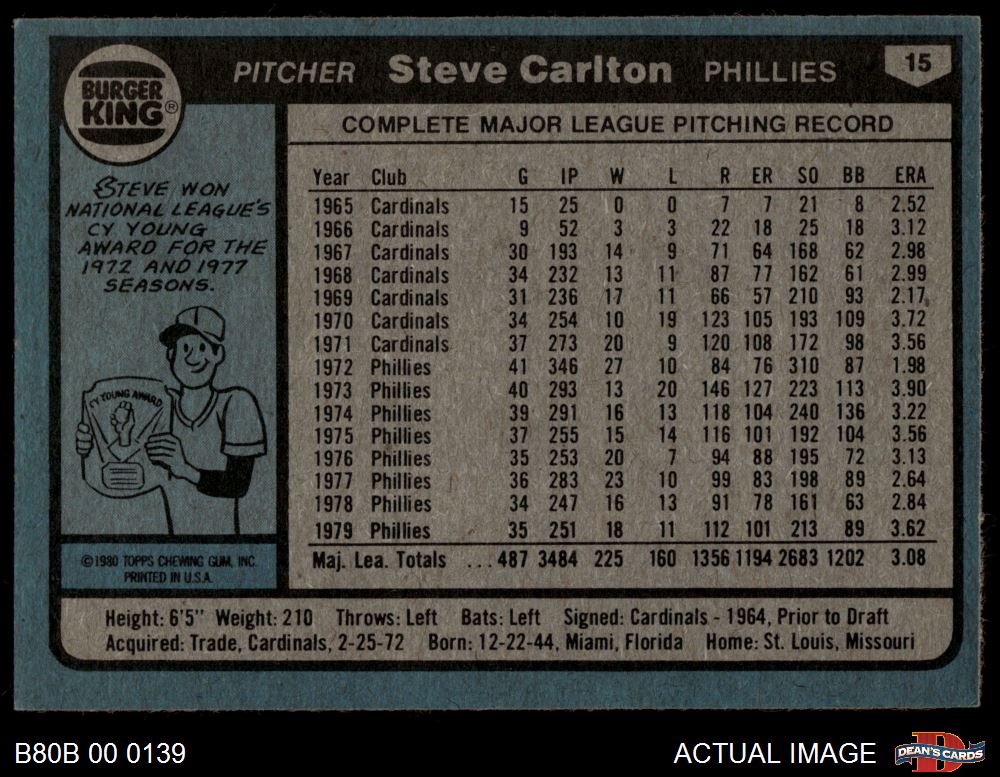 BURGER KING®
PITCHER Steve Carlton PHILLIES 15
COMPLETE MAJOR LEAGUE PITCHING RECORD
STEVE WON
NATIONAL LEAGUE'S
CY YOUNG
AWARD FOR THE
1972 AND 1977
SEASONS.
CY YOUNG AWARD
©1980 TOPPS CHEWING GUM, INC.
PRINTED IN U.S.A.
Year Club G IP W L R ER SO BB ERA
1965 Cardinals 15 25 0 0 7 7 21 8 2.52
1966 Cardinals 9 52 3 3 22 18 25 18 3.12
1967 Cardinals 30 193 14 9 71 64 168 62 2.98
1968 Cardinals 34 232 13 11 87 77 162 61 2.99
1969 Cardinals 31 236 17 11 66 57 210 93 2.17
1970 Cardinals 34 254 10 19 123 105 193 109 3.72
1971 Cardinals 37 273 20 9 120 108 172 98 3.56
1972 Phillies 41 346 27 10 84 76 310 87 1.98
1973 Phillies 40 293 13 20 146 127 223 113 3.90
1974 Phillies 39 291 16 13 118 104 240 136 3.22
1975 Phillies 37 255 15 14 116 101 192 104 3.56
1976 Phillies 35 253 20 7 94 88 195 72 3.13
1977 Phillies 36 283 23 10 99 83 198 89 2.64
1978 Phillies 34 247 16 13 91 78 161 63 2.84
1979 Phillies 35 251 18 11 112 101 213 89 3.62
Maj. Lea. Totals ...487 3484 225 160 1356 1194 2683 1202 3.08
Height: 6'5" Weight: 210 Throws: Left Bats: Left Signed: Cardinals - 1964, Prior to Draft
Acquired: Trade, Cardinals, 2-25-72 Born: 12-22-44, Miami, Florida Home: St. Louis, Missouri
B80B 00 0139
ACTUAL IMAGE
D
DEAN'S CARDS